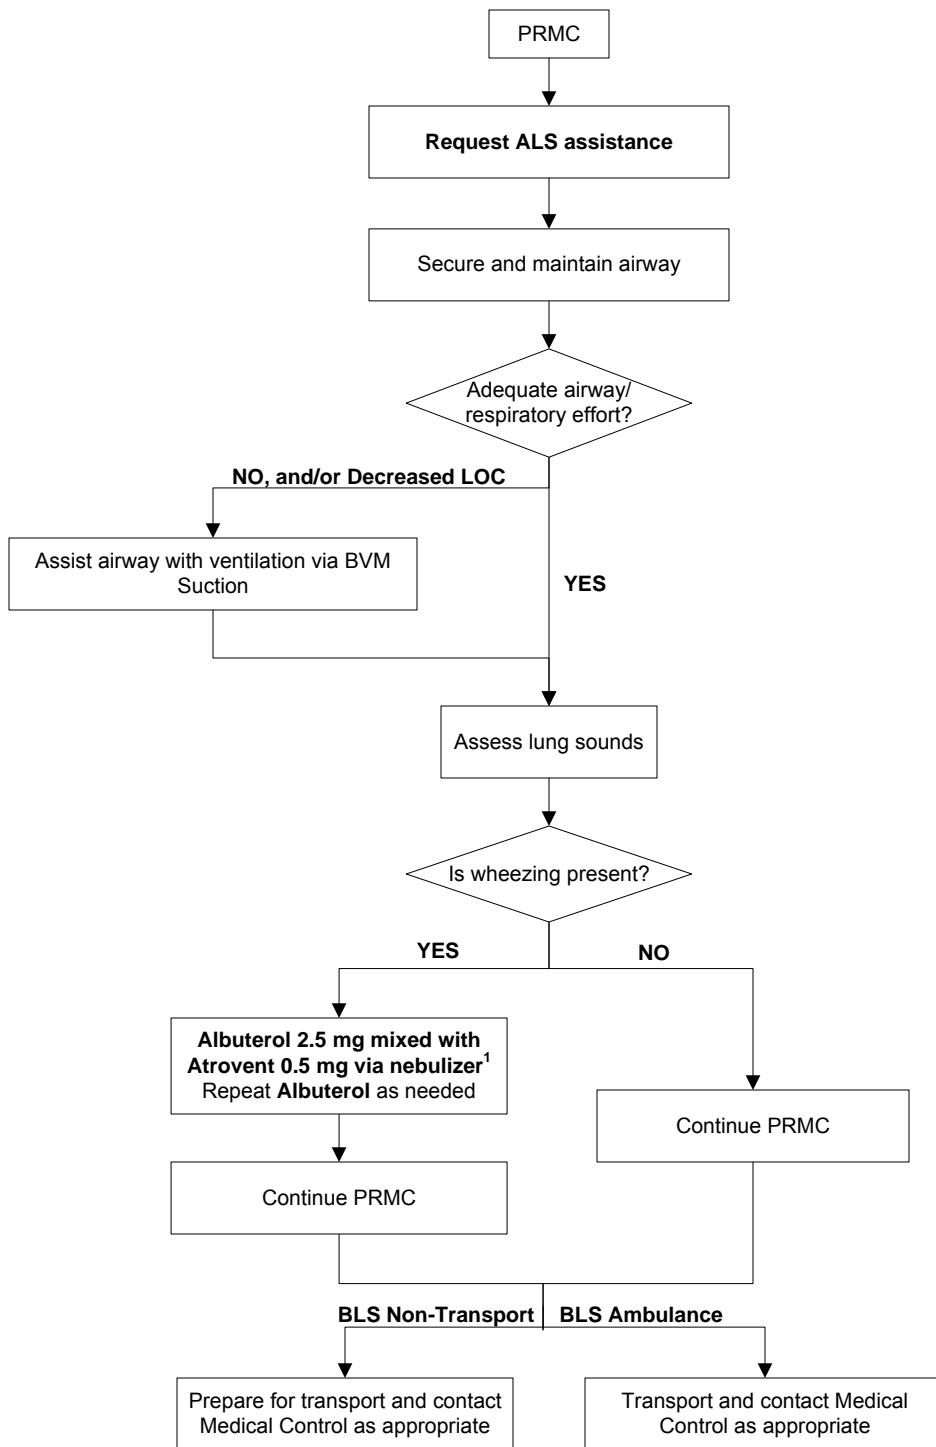 PRMC
Request ALS assistance
Secure and maintain airway
Adequate airway/
respiratory effort?
NO, and/or Decreased LOC
Assist airway with ventilation via BVM
Suction
YES
Assess lung sounds
Is wheezing present?
YES
NO
Albuterol 2.5 mg mixed with
Atrovent 0.5 mg via nebulizer¹
Repeat Albuterol as needed
Continue PRMC
Continue PRMC
BLS Non-Transport
BLS Ambulance
Prepare for transport and contact
Medical Control as appropriate
Transport and contact Medical
Control as appropriate